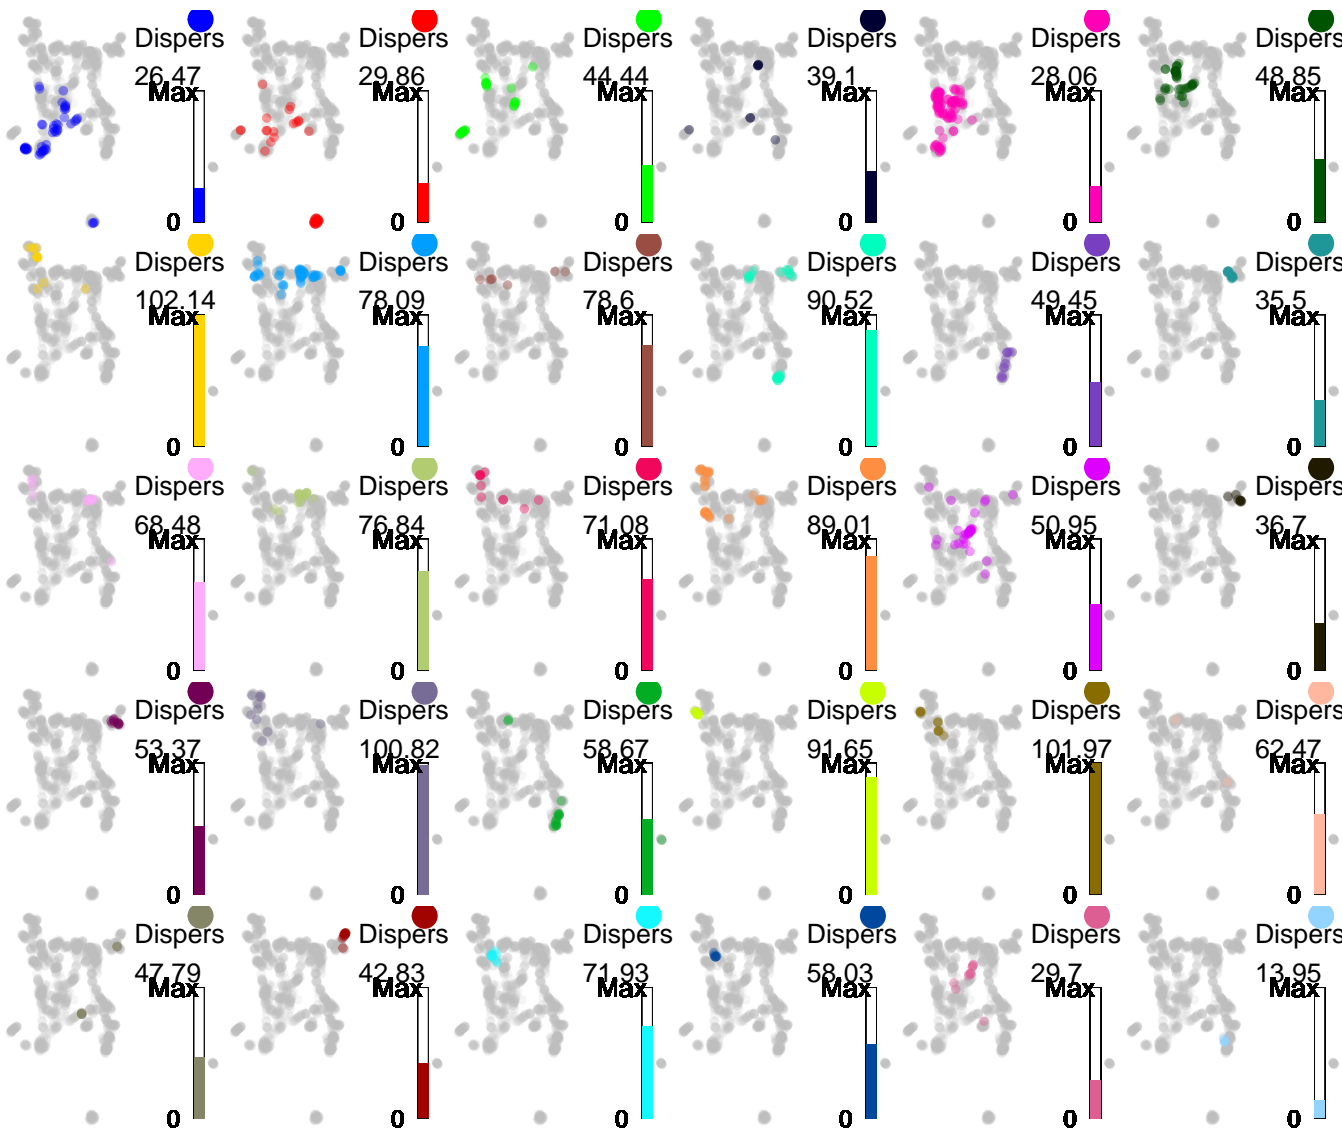 Dispers
26.47
Max
0
Dispers
29.86
Max
0
Dispers
44.44
Max
0
Dispers
39.1
Max
0
Dispers
28.06
Max
0
Dispers
48.85
Max
0
Dispers
102.14
Max
0
Dispers
78.09
Max
0
Dispers
78.6
Max
0
Dispers
90.52
Max
0
Dispers
49.45
Max
0
Dispers
35.5
Max
0
Dispers
68.48
Max
0
Dispers
76.84
Max
0
Dispers
71.08
Max
0
Dispers
89.01
Max
0
Dispers
50.95
Max
0
Dispers
36.7
Max
0
Dispers
53.37
Max
0
Dispers
100.82
Max
0
Dispers
58.67
Max
0
Dispers
91.65
Max
0
Dispers
101.97
Max
0
Dispers
62.47
Max
0
Dispers
47.79
Max
0
Dispers
42.83
Max
0
Dispers
71.93
Max
0
Dispers
58.03
Max
0
Dispers
29.7
Max
0
Dispers
13.95
Max
0